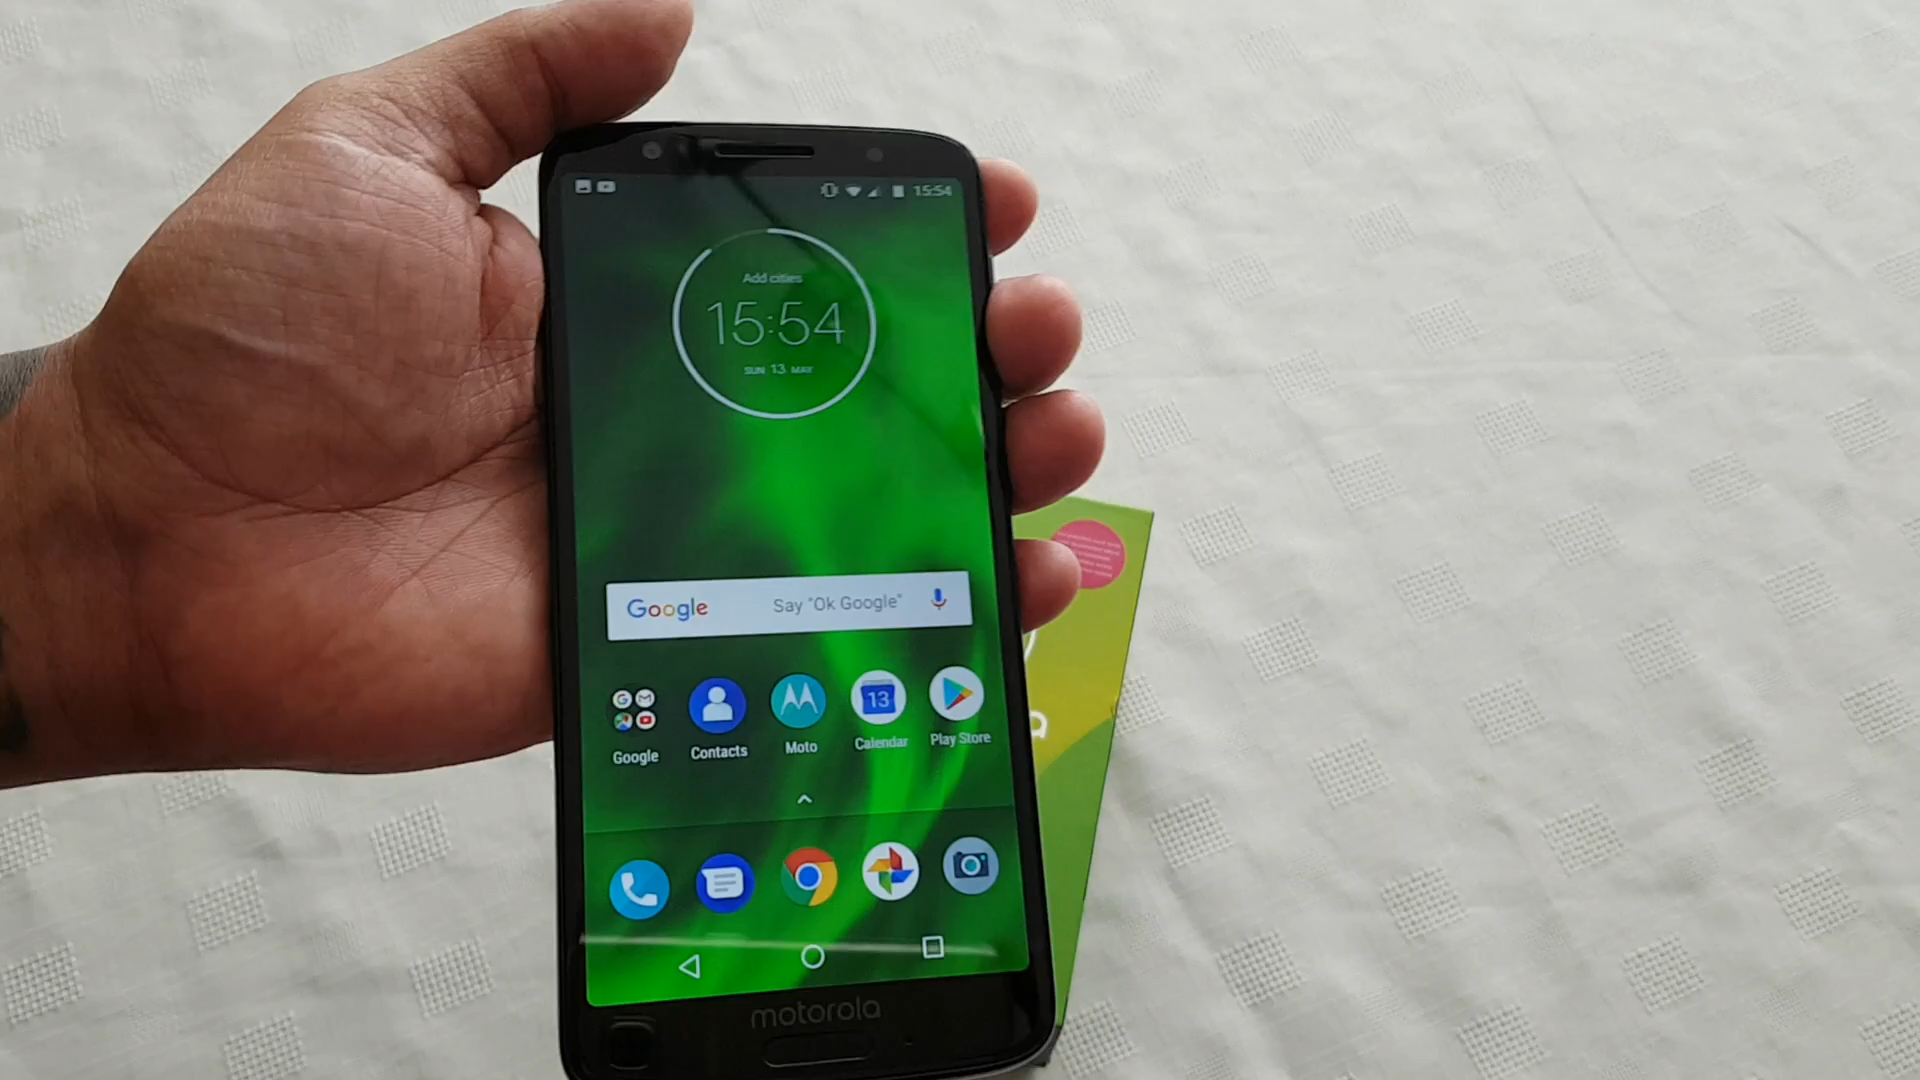 15:54
Add cities
15:54
SUN 13 MAY
Google Say "Ok Google"
Google Contacts Moto 13 Calendar Play Store
motorola